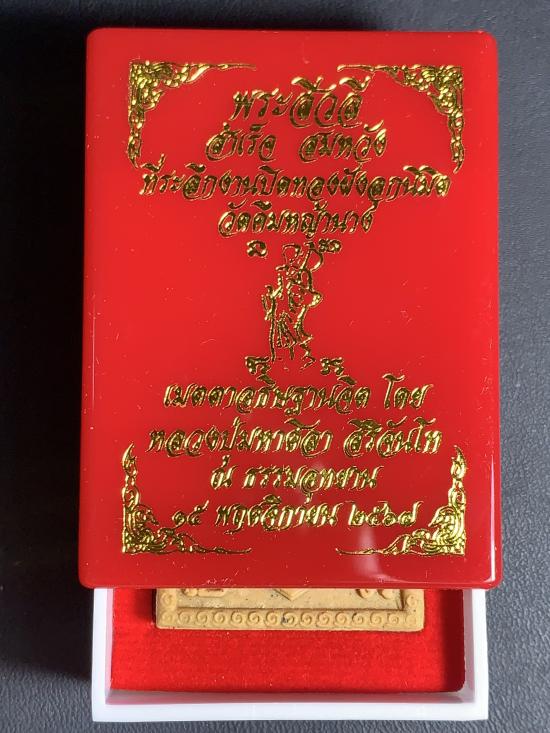 พระสีวลี
สำเร็จ สมหวัง
ที่ระลึกงานปิดทองฝังลูกนิมิต
วัดคีมหญ้านาง
เมตตาอธิษฐานจิต โดย
หลวงปู่มหาศิลา สิริจันโท
ณ ธรรมอุทยาน
๑๕ พฤศจิกายน ๒๕๖๗